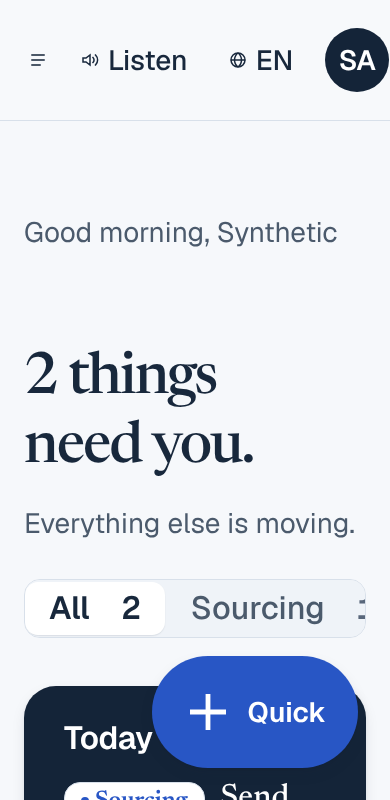 Listen EN SA
Good morning, Synthetic
2 things
need you.
Everything else is moving.
All 2 Sourcing
Quick
Today
• Sourcing Send